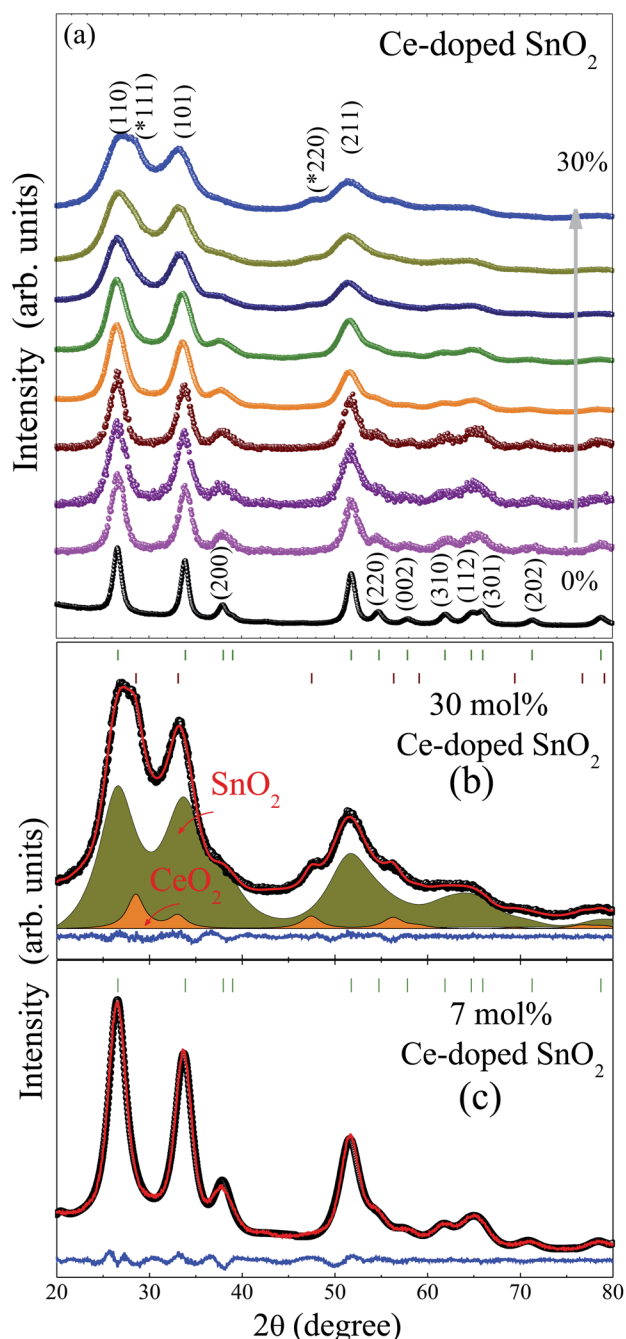 (a)
Ce-doped SnO₂
(110)
(*111)
(101)
(*220)
(211)
30%
(200)
(220)
(002)
(310)
(112)
(301)
(202)
0%
Intensity (arb. units)
30 mol%
Ce-doped SnO₂
(b)
SnO₂
CeO₂
7 mol%
Ce-doped SnO₂
(c)
Intensity (arb. units)
20 30 40 50 60 70 80
2θ (degree)